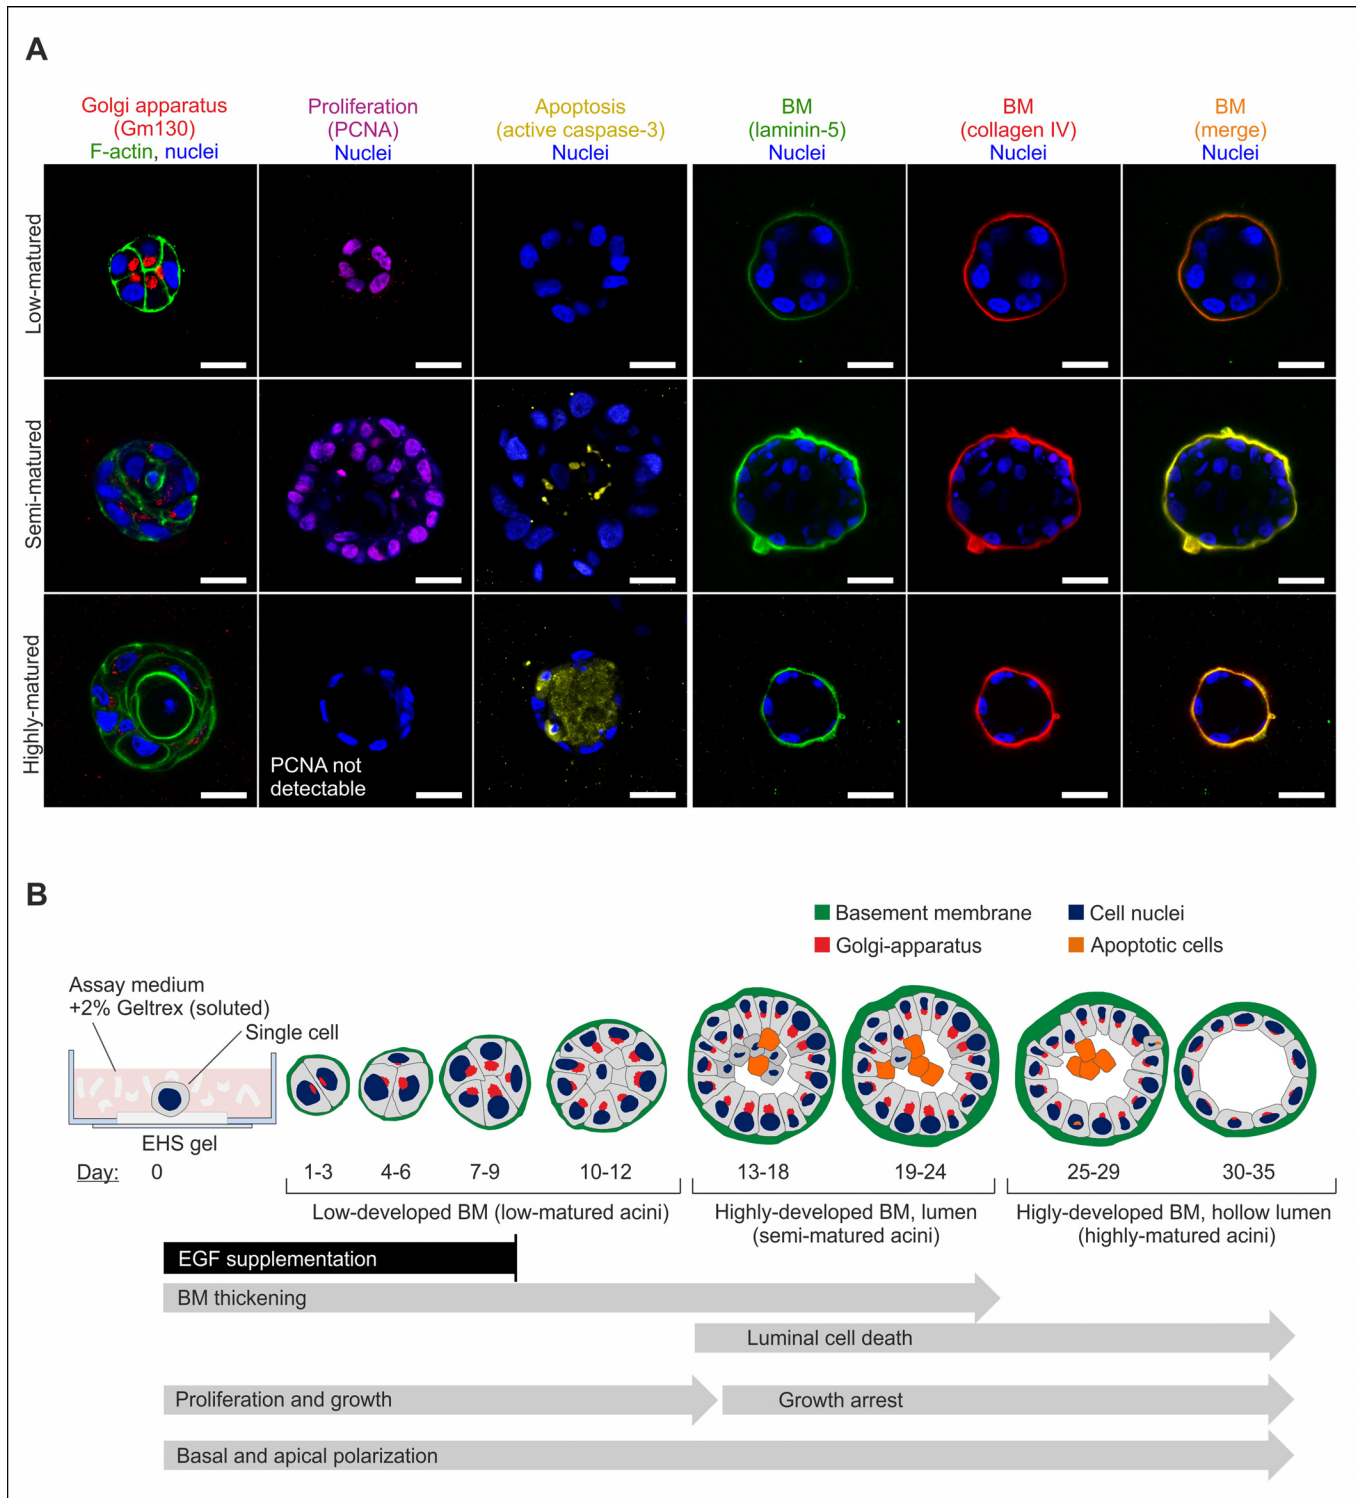 A
Golgi apparatus
(Gm130)
F-actin, nuclei
Proliferation
(PCNA)
Nuclei
Apoptosis
(active caspase-3)
Nuclei
BM
(laminin-5)
Nuclei
BM
(collagen IV)
Nuclei
BM
(merge)
Nuclei
Low-matured
Semi-matured
Highly-matured
PCNA not
detectable
B
Basement membrane
Cell nuclei
Golgi-apparatus
Apoptotic cells
Assay medium
+2% Geltrex (soluted)
Single cell
EHS gel
Day: 0 1-3 4-6 7-9 10-12 13-18 19-24 25-29 30-35
Low-developed BM (low-matured acini)
Highly-developed BM, lumen
(semi-matured acini)
Higly-developed BM, hollow lumen
(highly-matured acini)
EGF supplementation
BM thickening
Luminal cell death
Proliferation and growth
Growth arrest
Basal and apical polarization